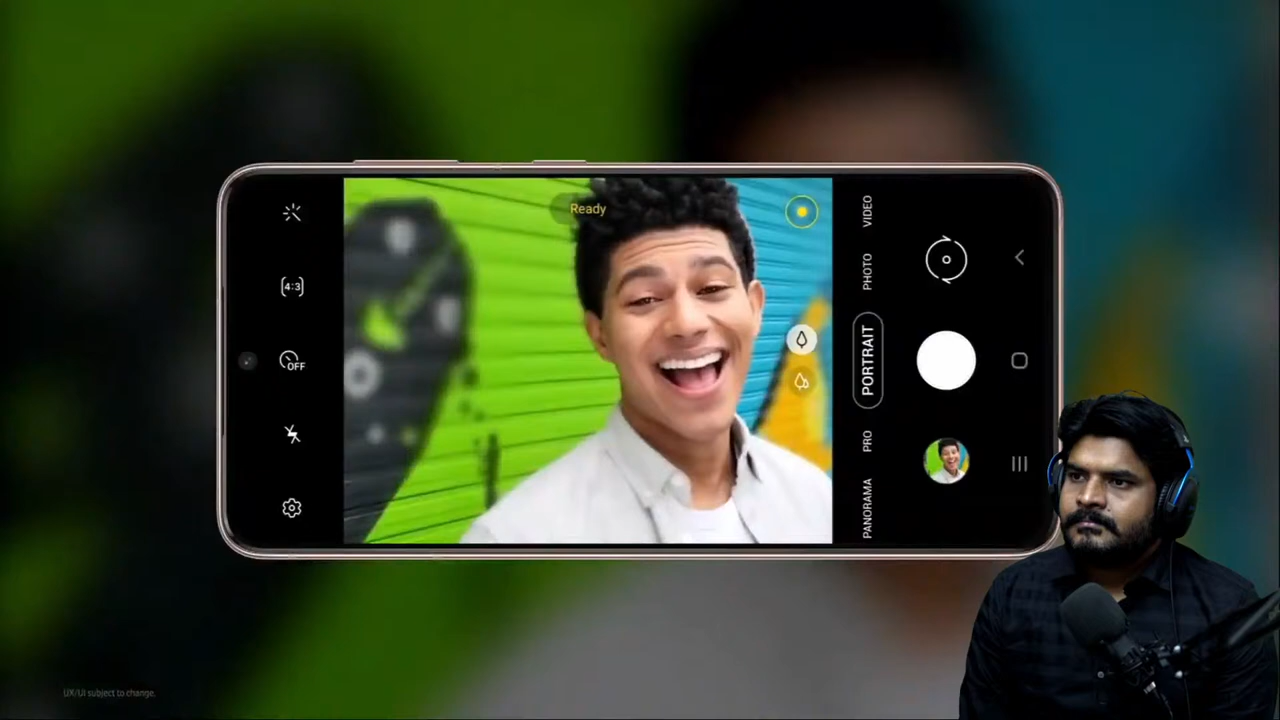 Ready
4:3
OFF
VIDEO
PHOTO
PORTRAIT
PRO
PANORAMA
UX/UI subject to change.